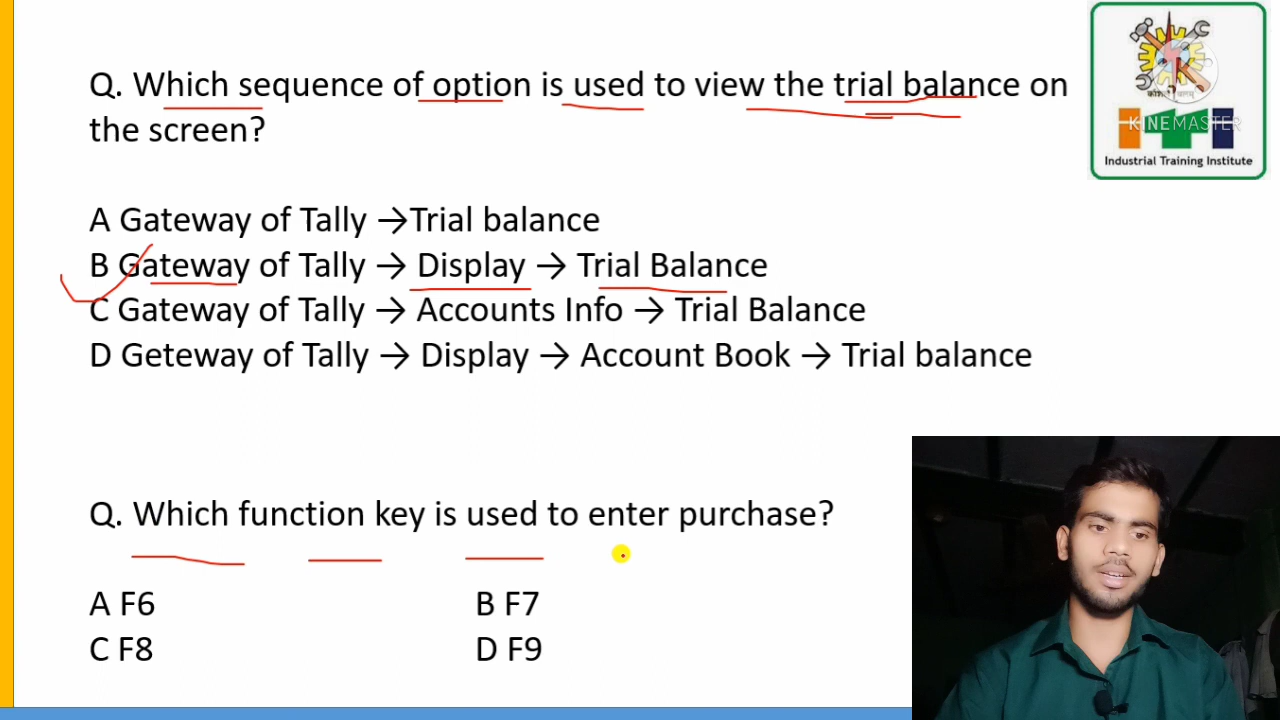 Q. Which sequence of option is used to view the trial balance on
the screen?
A Gateway of Tally →Trial balance
B Gateway of Tally → Display → Trial Balance
C Gateway of Tally → Accounts Info → Trial Balance
D Geteway of Tally → Display → Account Book → Trial balance
KINEMASTER
Industrial Training Institute
Q. Which function key is used to enter purchase?
A F6 B F7
C F8 D F9